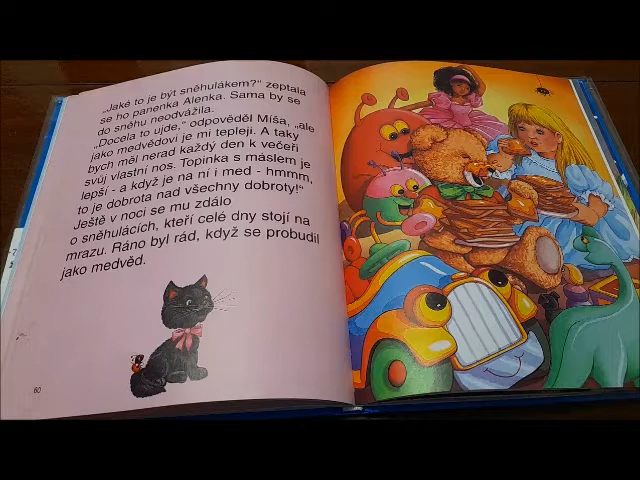 „Jaké to je být sněhulákem?“ zeptala
se ho panenka Alenka. Sama by se
do sněhu neodvážila.
„Docela to ujde,“ odpověděl Míša, „ale
jako medvědovi je mi tepleji. A taky
bych měl nerad každý den k večeři
svůj vlastní nos. Topinka s máslem je
lepší - a když je na ní i med - hmmm,
to je dobrota nad všechny dobroty!“
Ještě v noci se mu zdálo
o sněhulácích, kteří celé dny stojí na
mrazu. Ráno byl rád, když se probudil
jako medvěd.
60